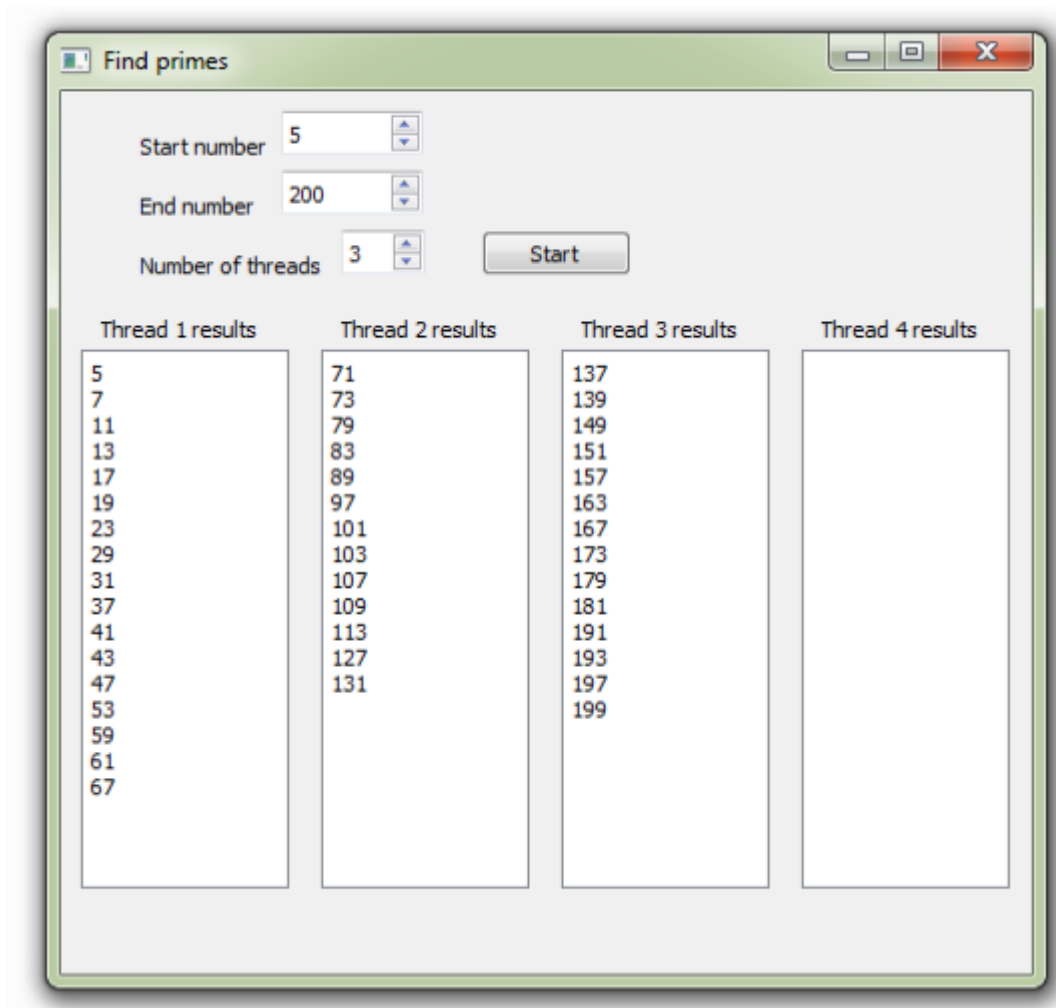 Find primes
Start number 5
End number 200
Number of threads 3 Start
Thread 1 results Thread 2 results Thread 3 results Thread 4 results
5 71 137
7 73 139
11 79 149
13 83 151
17 89 157
19 97 163
23 101 167
29 103 173
31 107 179
37 109 181
41 113 191
43 127 193
47 131 197
53 199
59
61
67